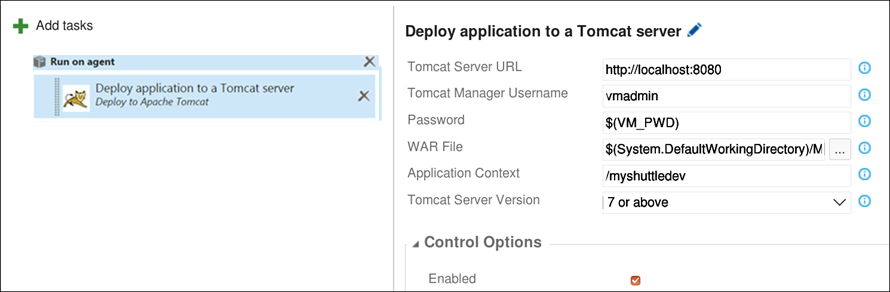 Add tasks
Run on agent
Deploy application to a Tomcat server
Deploy to Apache Tomcat
Deploy application to a Tomcat server
Tomcat Server URL http://localhost:8080
Tomcat Manager Username vmadmin
Password $(VM_PWD)
WAR File $(System.DefaultWorkingDirectory)/M ...
Application Context /myshuttledev
Tomcat Server Version 7 or above
Control Options
Enabled